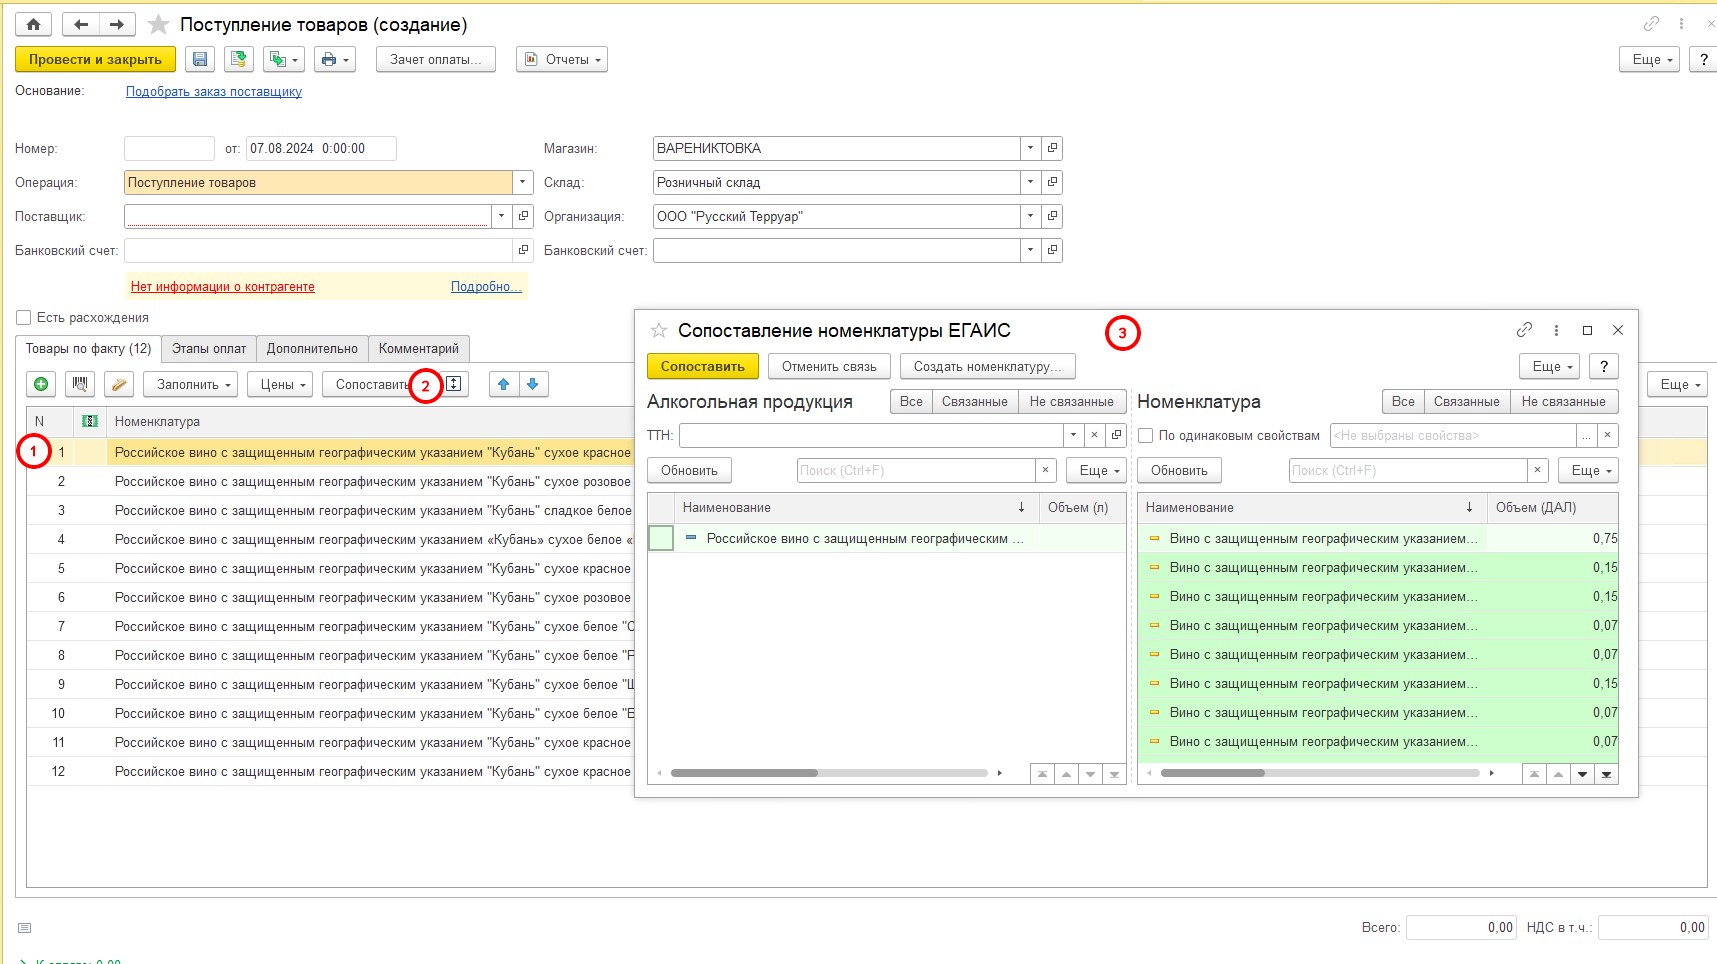 Поступление товаров (создание)
Провести и закрыть
Зачет оплаты...
Отчеты
Еще
?
Основание:
Подобрать заказ поставщику
Номер:
от:
07.08.2024 0:00:00
Магазин:
ВАРЕНИКТОВКА
Операция:
Поступление товаров
Склад:
Розничный склад
Поставщик:
Организация:
ООО "Русский Терруар"
Банковский счет:
Банковский счет:
Нет информации о контрагенте
Подробно...
Есть расхождения
Товары по факту (12)
Этапы оплат
Дополнительно
Комментарий
Заполнить
Цены
Сопоставить
2
Еще
N
Номенклатура
1
1 Российское вино с защищенным географическим указанием "Кубань" сухое красное
2 Российское вино с защищенным географическим указанием "Кубань" сухое розовое
3 Российское вино с защищенным географическим указанием "Кубань" сладкое белое
4 Российское вино с защищенным географическим указанием «Кубань» сухое белое «
5 Российское вино с защищенным географическим указанием "Кубань" сухое красное
6 Российское вино с защищенным географическим указанием "Кубань" сухое розовое
7 Российское вино с защищенным географическим указанием "Кубань" сухое белое "С
8 Российское вино с защищенным географическим указанием "Кубань" сухое белое "Р
9 Российское вино с защищенным географическим указанием "Кубань" сухое белое "Ш
10 Российское вино с защищенным географическим указанием "Кубань" сухое белое "Б
11 Российское вино с защищенным географическим указанием "Кубань" сухое красное
12 Российское вино с защищенным географическим указанием "Кубань" сухое красное
Сопоставление номенклатуры ЕГАИС
3
Сопоставить
Отменить связь
Создать номенклатуру...
Еще
?
Алкогольная продукция
Все
Связанные
Не связанные
ТТН:
Обновить
Поиск (Ctrl+F)
Еще
Наименование
Объем (л)
Российское вино с защищенным географическим ...
Номенклатура
Все
Связанные
Не связанные
По одинаковым свойствам
<Не выбраны свойства>
...
Обновить
Поиск (Ctrl+F)
Еще
Наименование
Объем (ДАЛ)
Вино с защищенным географическим указанием... 0,75
Вино с защищенным географическим указанием... 0,15
Вино с защищенным географическим указанием... 0,15
Вино с защищенным географическим указанием... 0,07
Вино с защищенным географическим указанием... 0,07
Вино с защищенным географическим указанием... 0,15
Вино с защищенным географическим указанием... 0,07
Вино с защищенным географическим указанием... 0,07
Всего:
0,00
НДС в т.ч.:
0,00
К оплате: 0,00